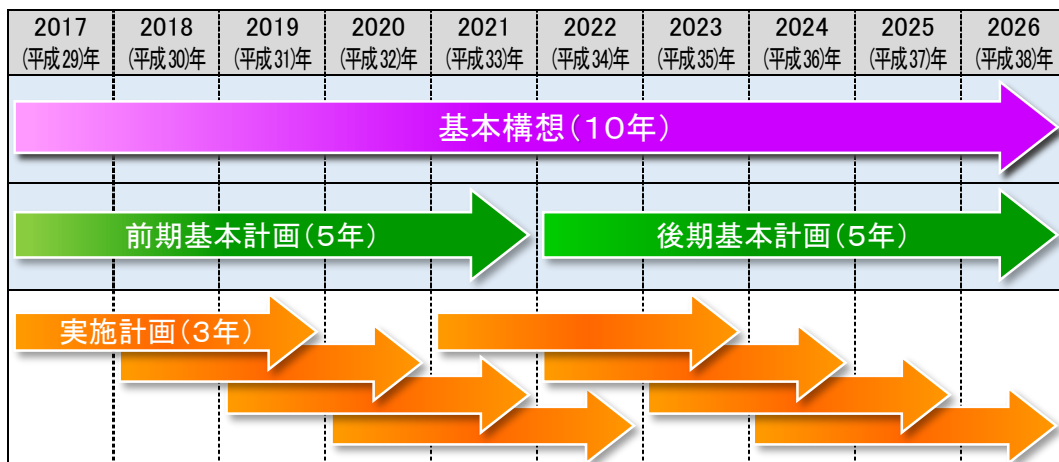 2017 2018 2019 2020 2021 2022 2023 2024 2025 2026
(平成29)年 (平成30)年 (平成31)年 (平成32)年 (平成33)年 (平成34)年 (平成35)年 (平成36)年 (平成37)年 (平成38)年
基本構想(10年)
前期基本計画(5年) 後期基本計画(5年)
実施計画(3年)